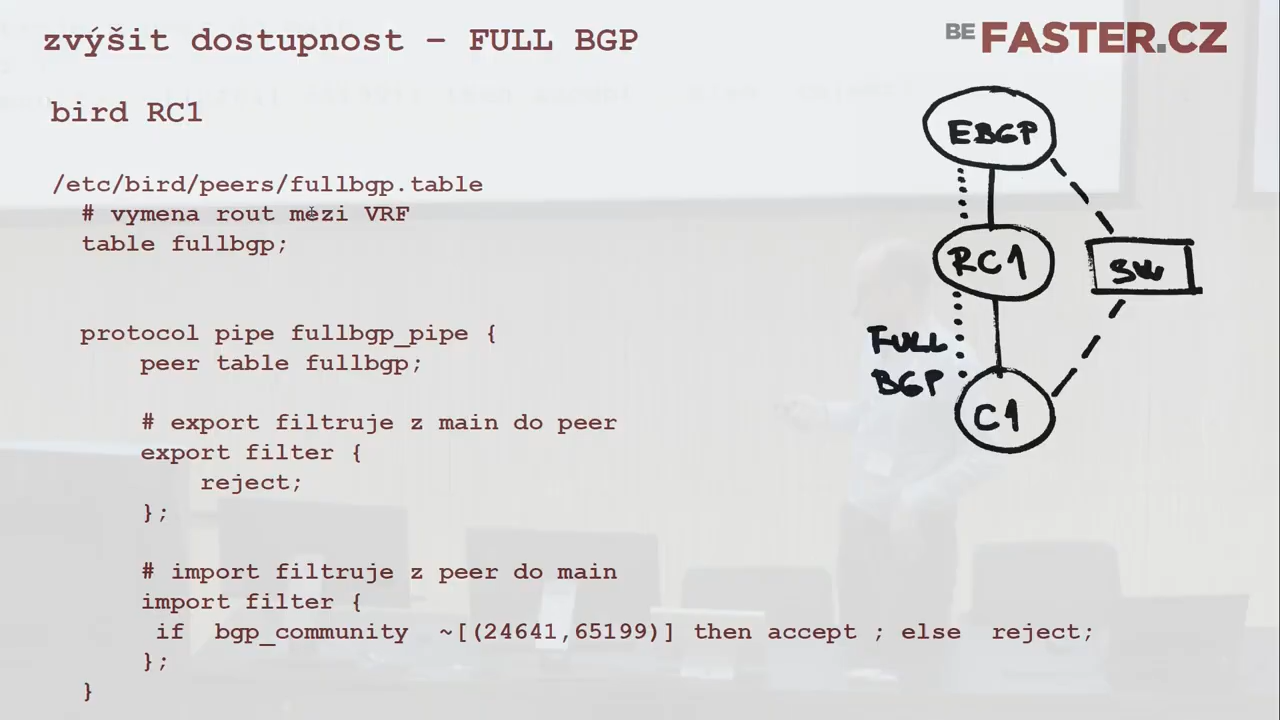 zvýšit dostupnost – FULL BGP
BEFASTER.CZ
bird RC1
/etc/bird/peers/fullbgp.table
# vymena rout mezi VRF
table fullbgp;
protocol pipe fullbgp_pipe {
peer table fullbgp;
# export filtruje z main do peer
export filter {
reject;
};
# import filtruje z peer do main
import filter {
if bgp_community ~[(24641,65199)] then accept ; else reject;
};
}
EBGP
RC1
SW
FULL
BGP
C1